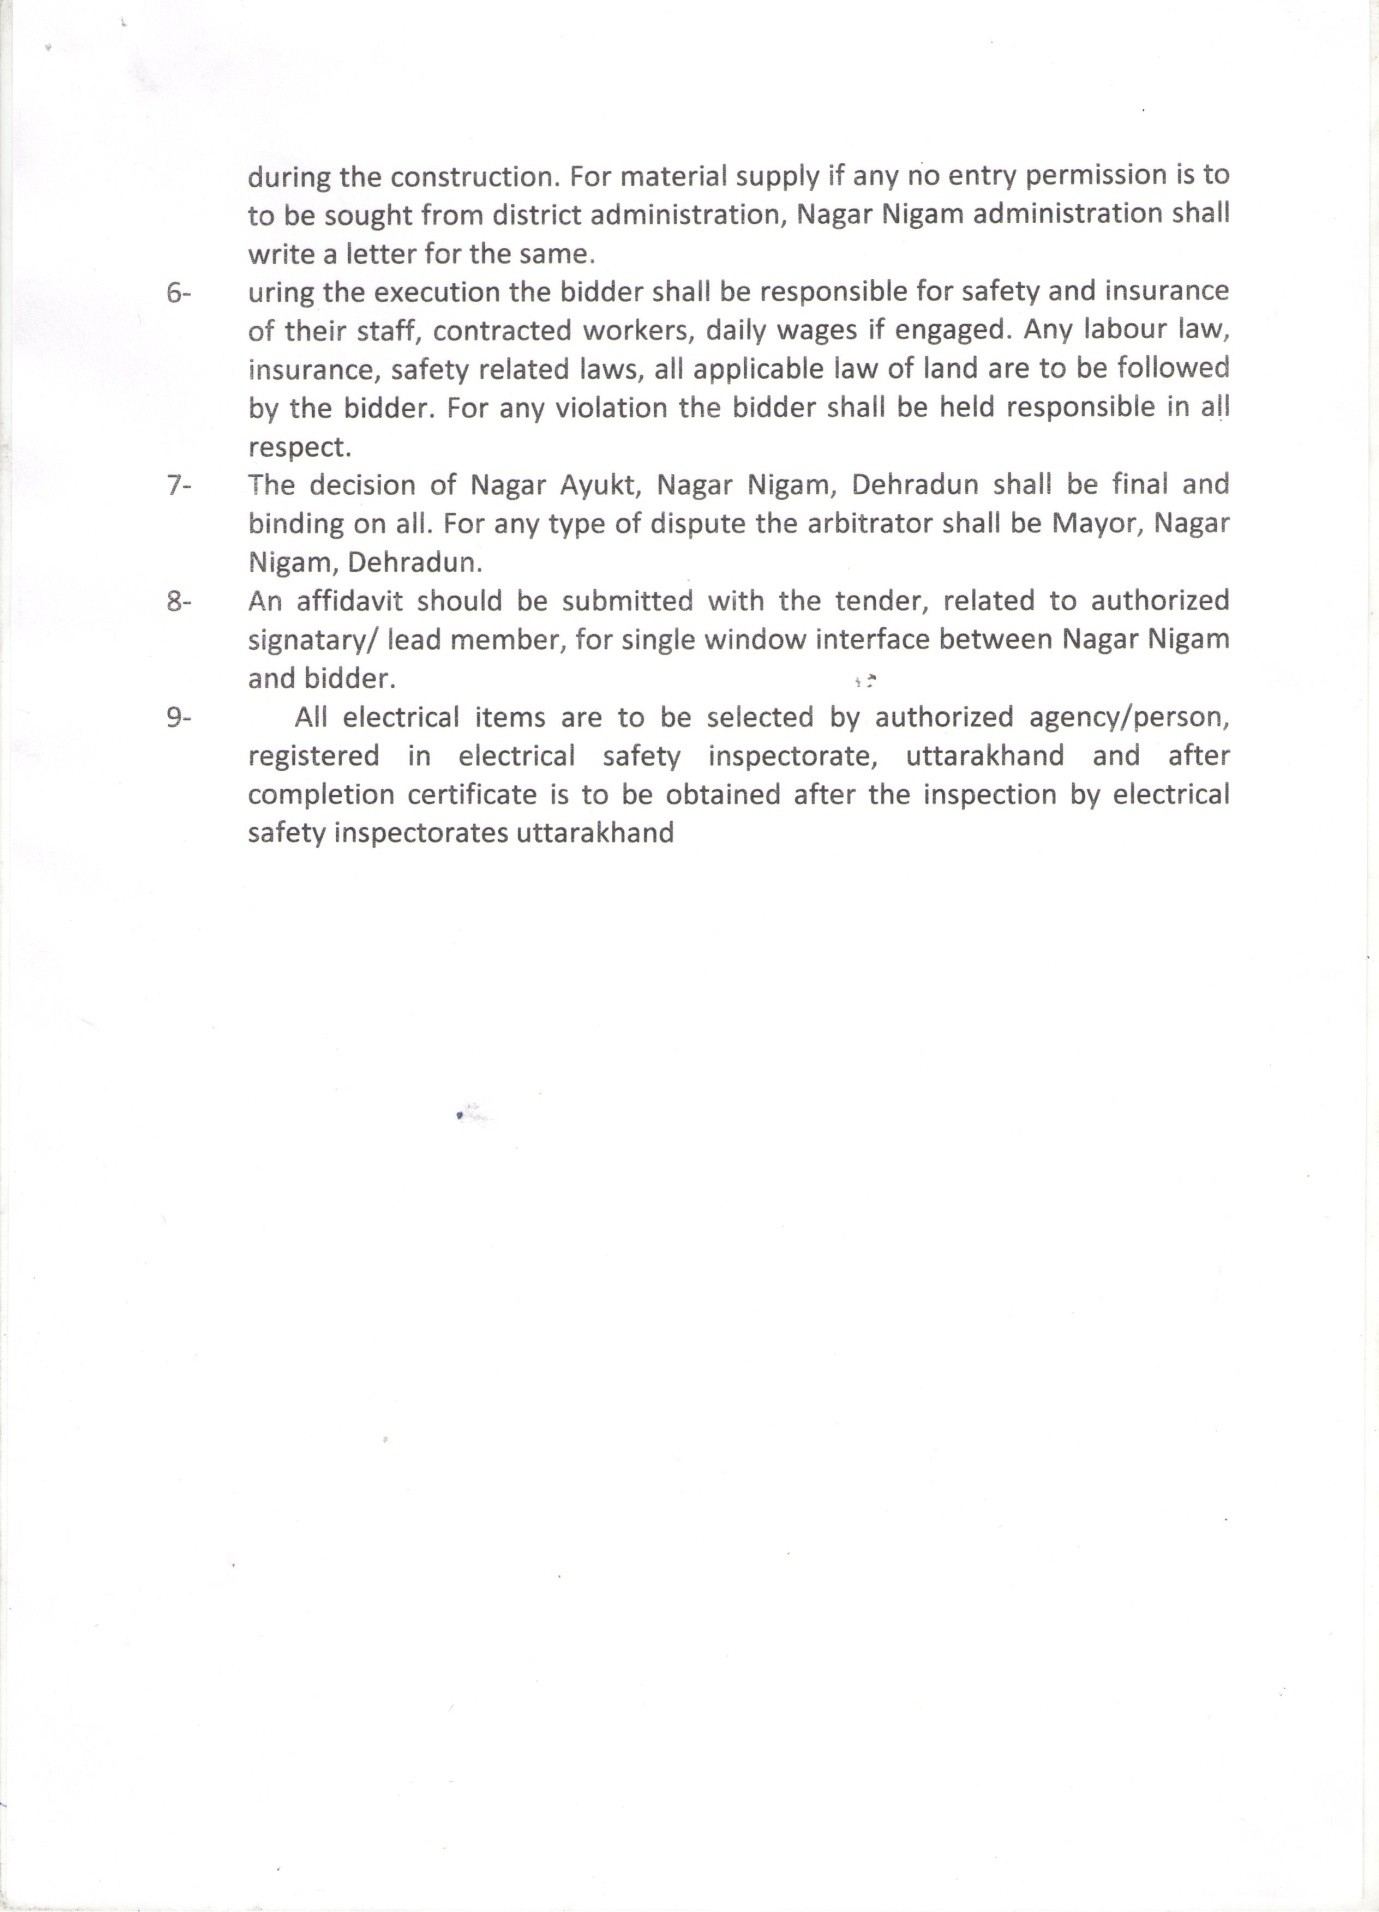 during the construction. For material supply if any no entry permission is to
to be sought from district administration, Nagar Nigam administration shall
write a letter for the same.
6- uring the execution the bidder shall be responsible for safety and insurance
of their staff, contracted workers, daily wages if engaged. Any labour law,
insurance, safety related laws, all applicable law of land are to be followed
by the bidder. For any violation the bidder shall be held responsible in all
respect.
7- The decision of Nagar Ayukt, Nagar Nigam, Dehradun shall be final and
binding on all. For any type of dispute the arbitrator shall be Mayor, Nagar
Nigam, Dehradun.
8- An affidavit should be submitted with the tender, related to authorized
signatary/ lead member, for single window interface between Nagar Nigam
and bidder.
9- All electrical items are to be selected by authorized agency/person,
registered in electrical safety inspectorate, uttarakhand and after
completion certificate is to be obtained after the inspection by electrical
safety inspectorates uttarakhand